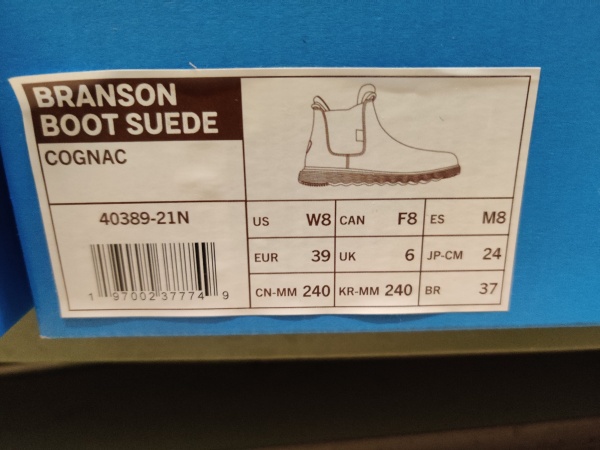 BRANSON
BOOT SUEDE
COGNAC
40389-21N
1 97002 37774 9
US W8 CAN F8 ES M8
EUR 39 UK 6 JP-CM 24
CN-MM 240 KR-MM 240 BR 37